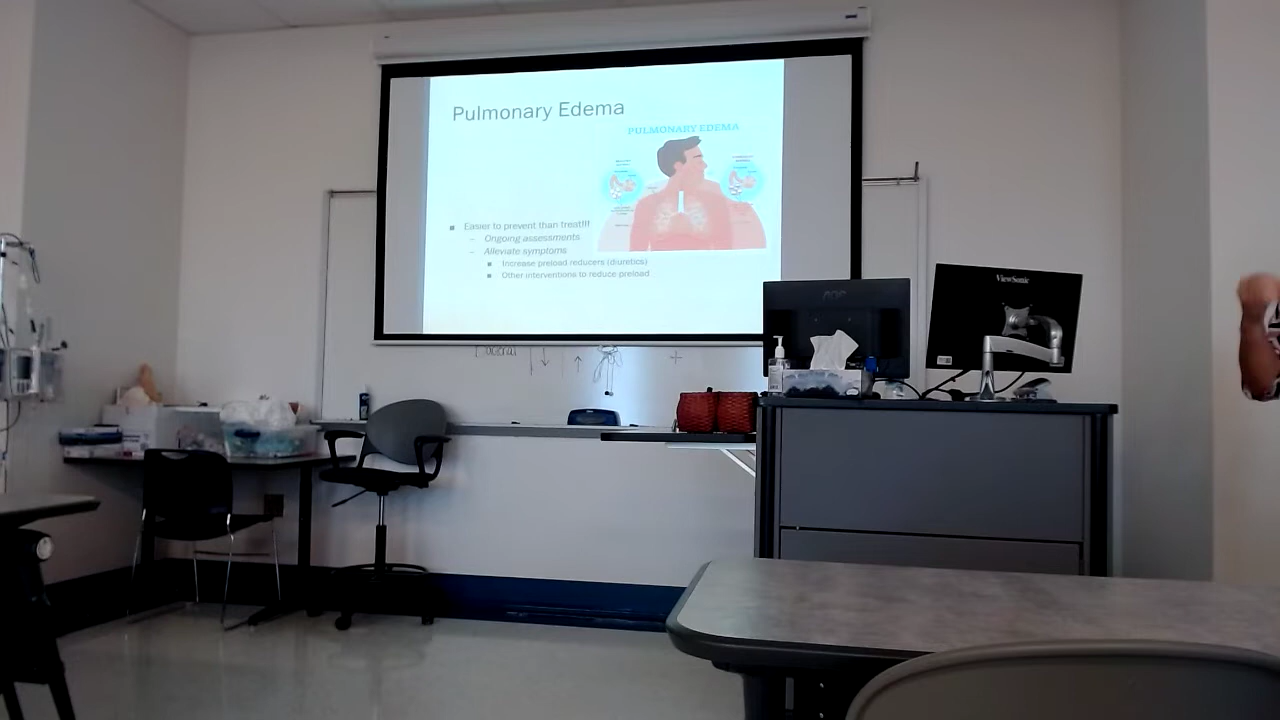 Pulmonary Edema
PULMONARY EDEMA
Easier to prevent than treat!!!
Ongoing assessments
Alleviate symptoms
Increase preload reducers (diuretics)
Other interventions to reduce preload
AOC
ViewSonic